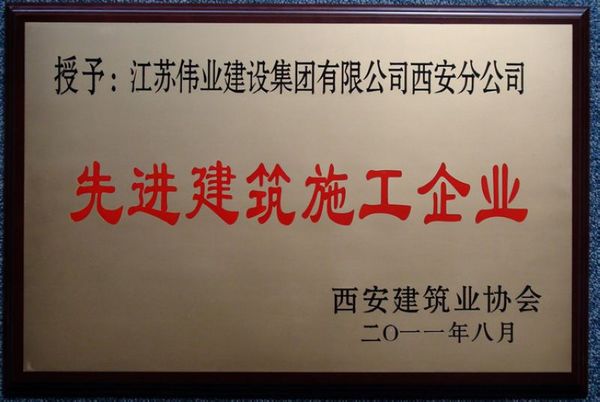 授予：江苏伟业建设集团有限公司西安分公司
先进建筑施工企业
西安建筑业协会
二〇一一年八月